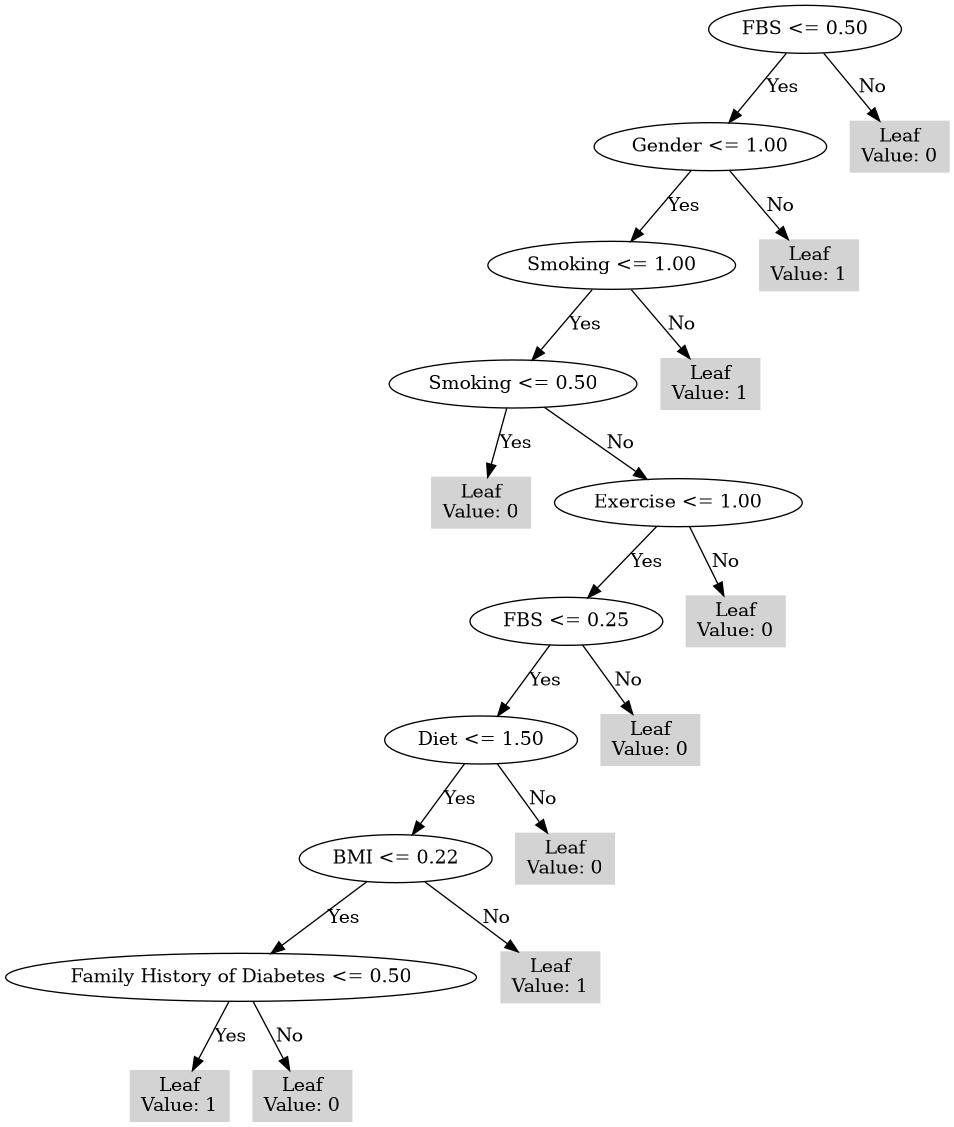 FBS <= 0.50
Yes
No
Gender <= 1.00
Leaf
Value: 0
Yes
No
Smoking <= 1.00
Leaf
Value: 1
Yes
No
Smoking <= 0.50
Leaf
Value: 1
Yes
No
Leaf
Value: 0
Exercise <= 1.00
Yes
No
FBS <= 0.25
Leaf
Value: 0
Yes
No
Diet <= 1.50
Leaf
Value: 0
Yes
No
BMI <= 0.22
Leaf
Value: 0
Yes
No
Family History of Diabetes <= 0.50
Leaf
Value: 1
Yes
No
Leaf
Value: 1
Leaf
Value: 0